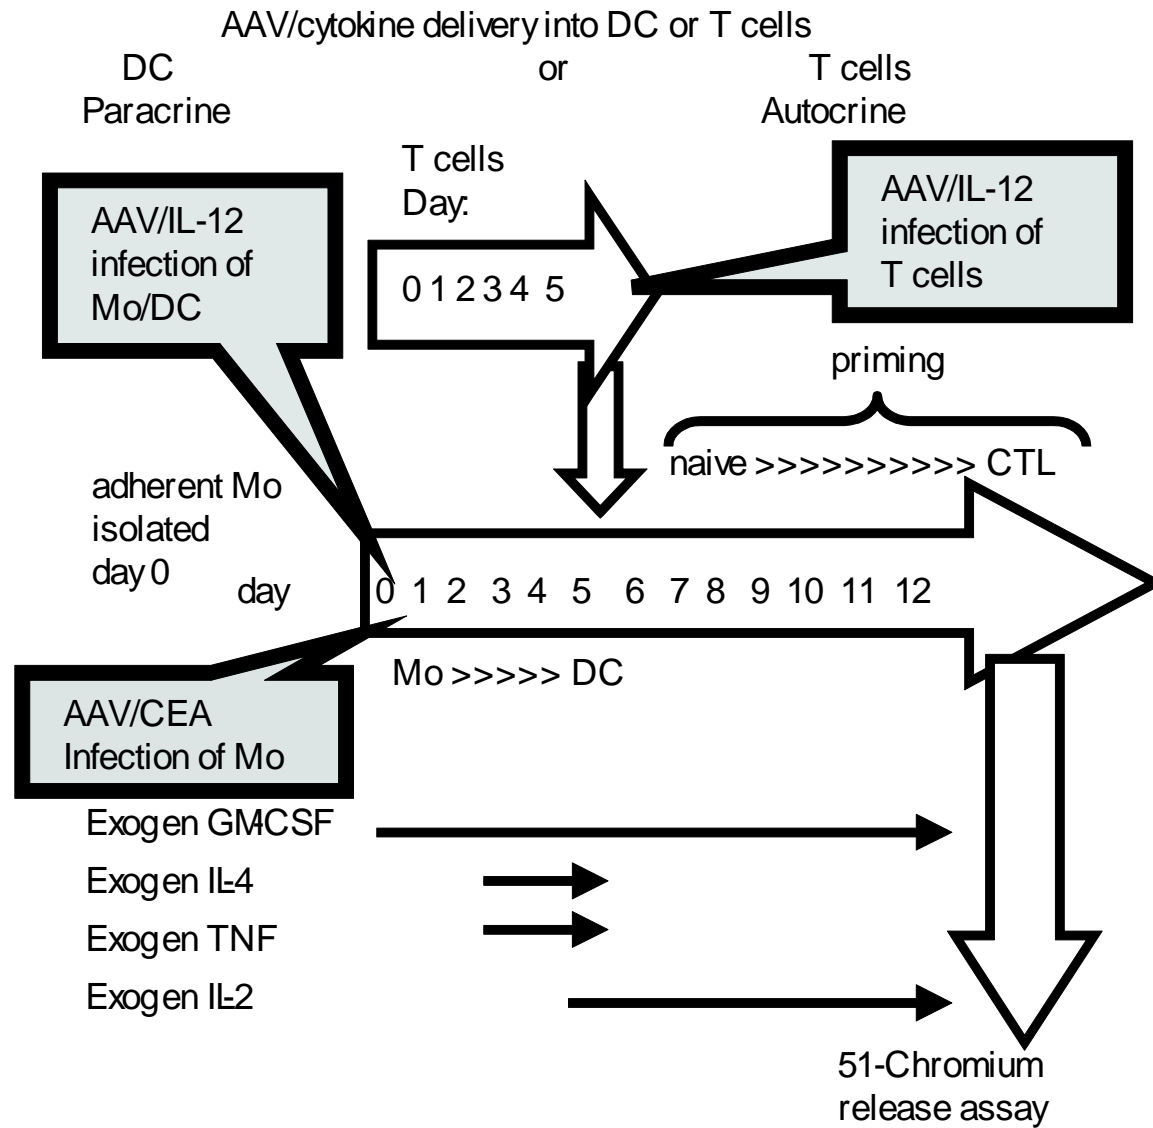 AAV/cytokine delivery into DC or T cells
DC or T cells
Paracrine Autocrine
T cells
Day:
0 1 2 3 4 5
AAV/IL-12
infection of
Mo/DC
AAV/IL-12
infection of
T cells
priming
naive >>>>>>>>>> CTL
adherent Mo
isolated
day 0
day 0 1 2 3 4 5 6 7 8 9 10 11 12
Mo >>>>> DC
AAV/CEA
Infection of Mo
Exogen GM-CSF
Exogen IL-4
Exogen TNF
Exogen IL-2
51-Chromium
release assay